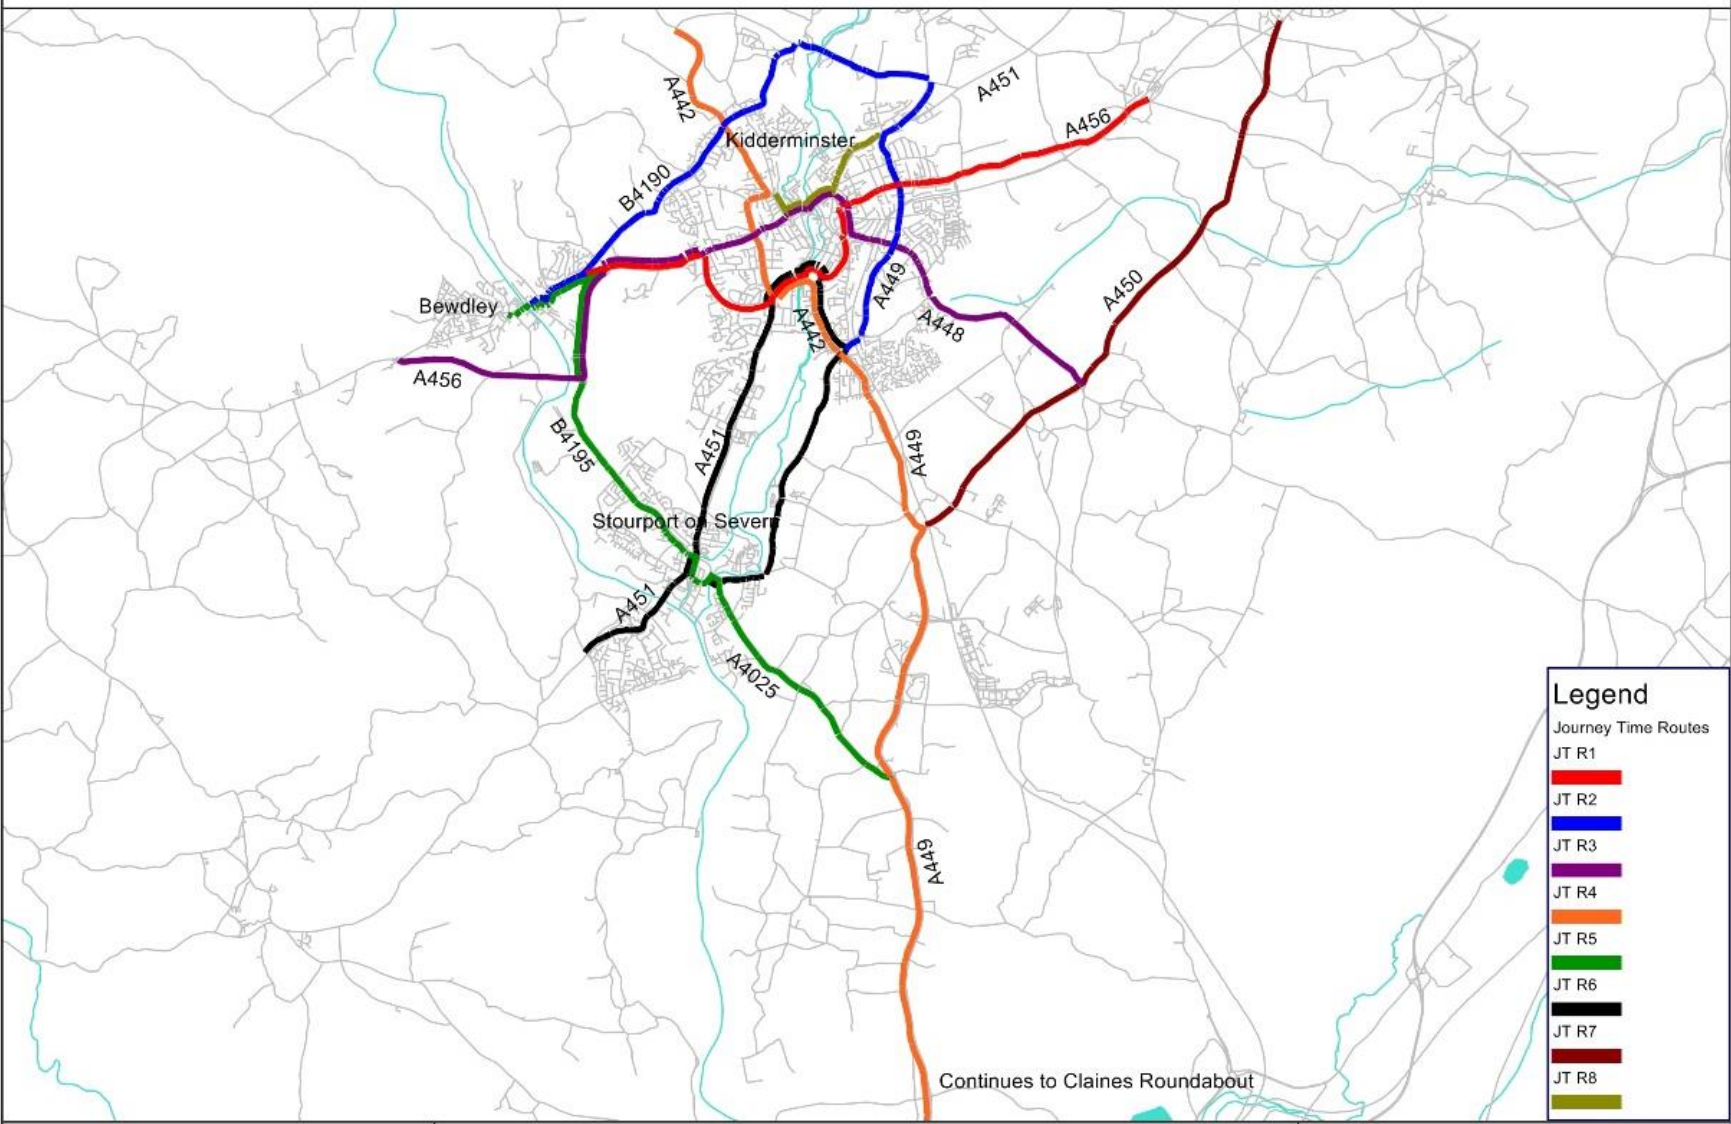 A442
A451
A456
Kidderminster
B4190
A449
A450
Bewdley
A442
A448
A456
B4195
A451
A449
Stourport on Severn
A451
A4025
A449
Continues to Claines Roundabout
Legend
Journey Time Routes
JT R1
JT R2
JT R3
JT R4
JT R5
JT R6
JT R7
JT R8